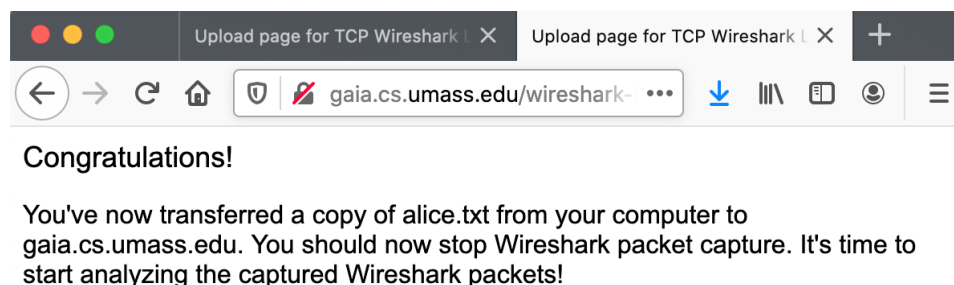 Upload page for TCP Wireshark L
Upload page for TCP Wireshark L
gaia.cs.umass.edu/wireshark-
Congratulations!
You've now transferred a copy of alice.txt from your computer to
gaia.cs.umass.edu. You should now stop Wireshark packet capture. It's time to
start analyzing the captured Wireshark packets!